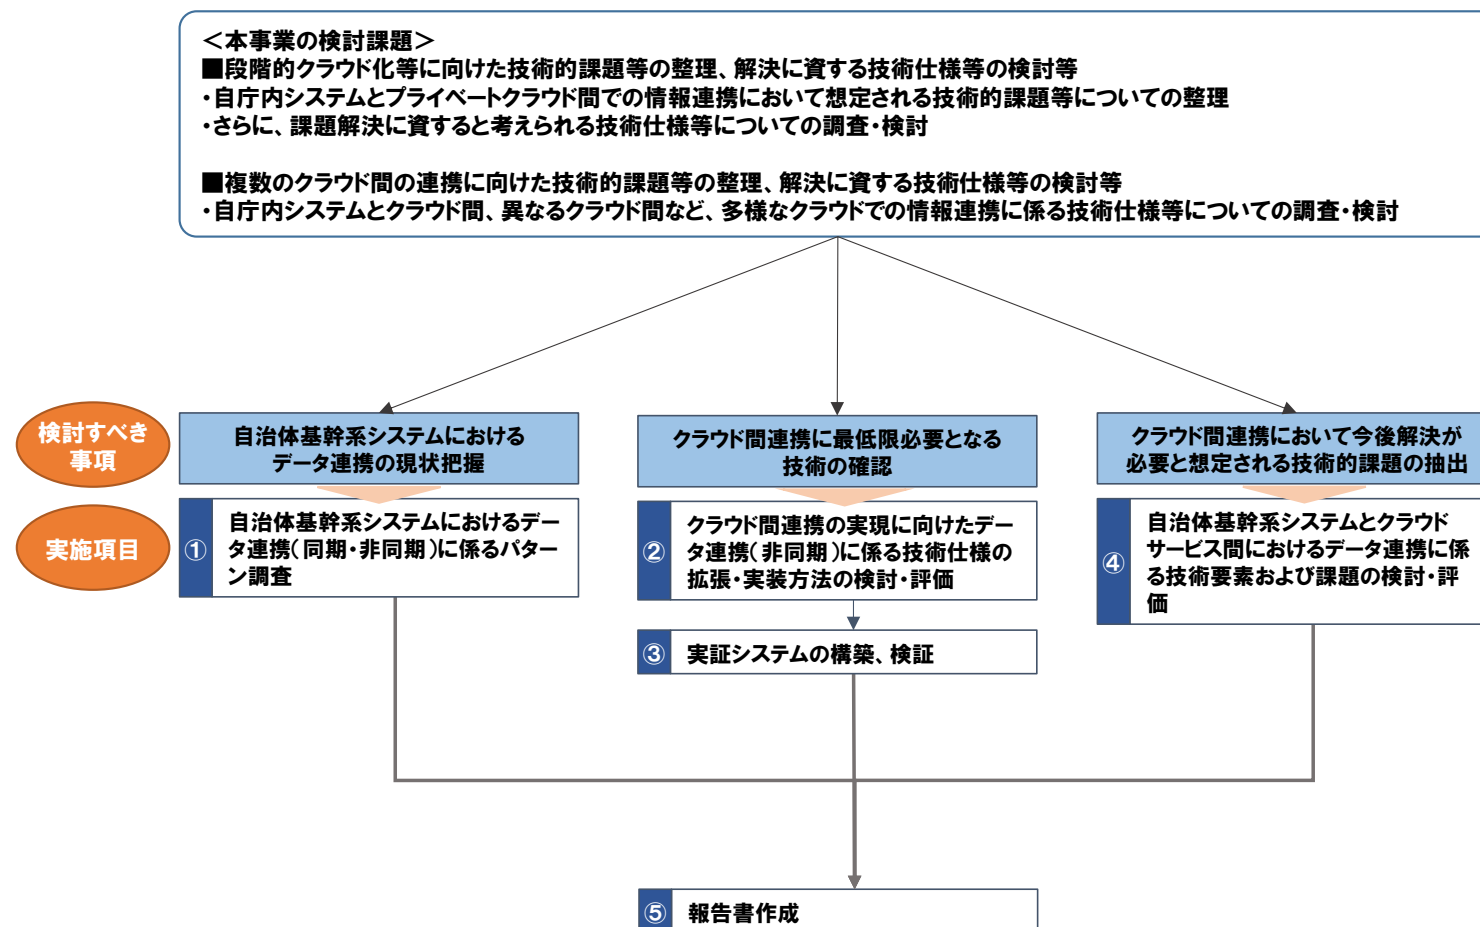 ＜本事業の検討課題＞
■段階的クラウド化等に向けた技術的課題等の整理、解決に資する技術仕様等の検討等
・自庁内システムとプライベートクラウド間での情報連携において想定される技術的課題等についての整理
・さらに、課題解決に資すると考えられる技術仕様等についての調査・検討
■複数のクラウド間の連携に向けた技術的課題等の整理、解決に資する技術仕様等の検討等
・自庁内システムとクラウド間、異なるクラウド間など、多様なクラウドでの情報連携に係る技術仕様等についての調査・検討
検討すべき
事項
自治体基幹系システムにおける
データ連携の現状把握
クラウド間連携に最低限必要となる
技術の確認
クラウド間連携において今後解決が
必要と想定される技術的課題の抽出
実施項目
①
自治体基幹系システムにおけるデー
タ連携（同期・非同期）に係るパター
ン調査
②
クラウド間連携の実現に向けたデー
タ連携（非同期）に係る技術仕様の
拡張・実装方法の検討・評価
④
自治体基幹系システムとクラウド
サービス間におけるデータ連携に係
る技術要素および課題の検討・評
価
③
実証システムの構築、検証
⑤
報告書作成